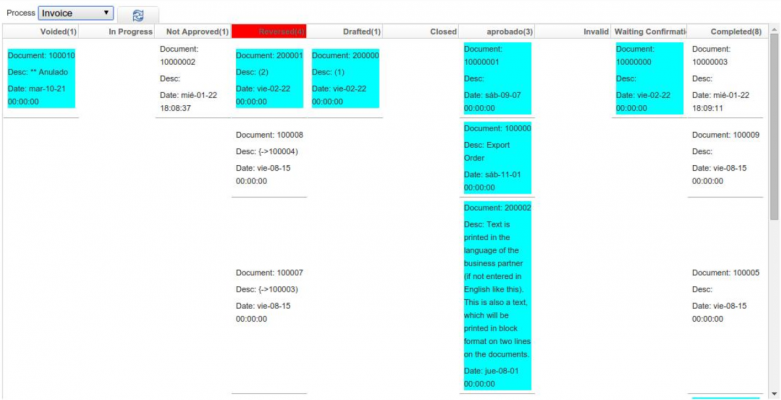 Process Invoice
Voided(1) In Progress Not Approved(1) Reversed(4) Drafted(1) Closed aprobado(3) Invalid Waiting Confirmati Completed(8)
Document: 100010
Desc: ** Anulado
Date: mar-10-21
00:00:00
Document:
10000002
Desc:
Date: mié-01-22
18:08:37
Document: 200001
Desc: (2)
Date: vie-02-22
00:00:00
Document: 200000
Desc: (1)
Date: vie-02-22
00:00:00
Document:
10000001
Desc:
Date: sáb-09-07
00:00:00
Document:
10000000
Desc:
Date: vie-02-22
00:00:00
Document:
10000003
Desc:
Date: mié-01-22
18:09:11
Document: 100008
Desc: {->100004)
Date: vie-08-15
00:00:00
Document: 100000
Desc: Export
Order
Date: sáb-11-01
00:00:00
Document: 100009
Desc:
Date: vie-08-15
00:00:00
Document: 100007
Desc: {->100003)
Date: vie-08-15
00:00:00
Document: 200002
Desc: Text is
printed in the
language of the
business partner
(if not entered in
English like this).
This is also a text,
which will be
printed in block
format on two lines
on the documents.
Date: jue-08-01
00:00:00
Document: 100005
Desc:
Date: vie-08-15
00:00:00